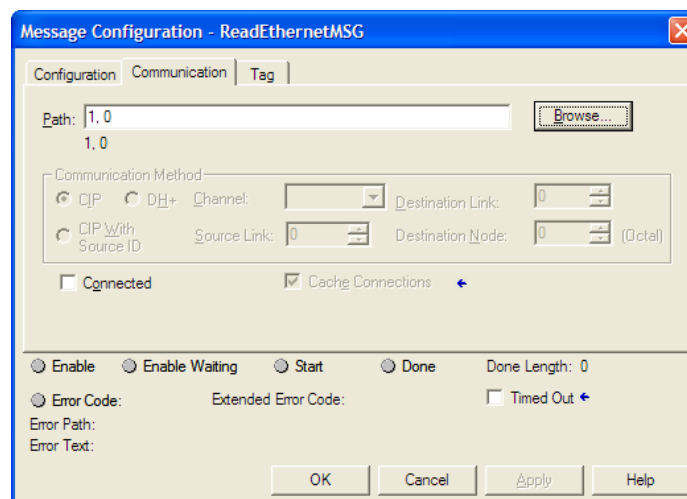 Message Configuration - ReadEthernetMSG
Configuration Communication Tag
Path: 1, 0 Browse...
1, 0
Communication Method
CIP DH+ Channel: Destination Link: 0
CIP With Source ID Source Link: 0 Destination Node: 0 (Octal)
Connected Cache Connections
Enable Enable Waiting Start Done Done Length: 0
Error Code: Extended Error Code: Timed Out
Error Path:
Error Text:
OK Cancel Apply Help